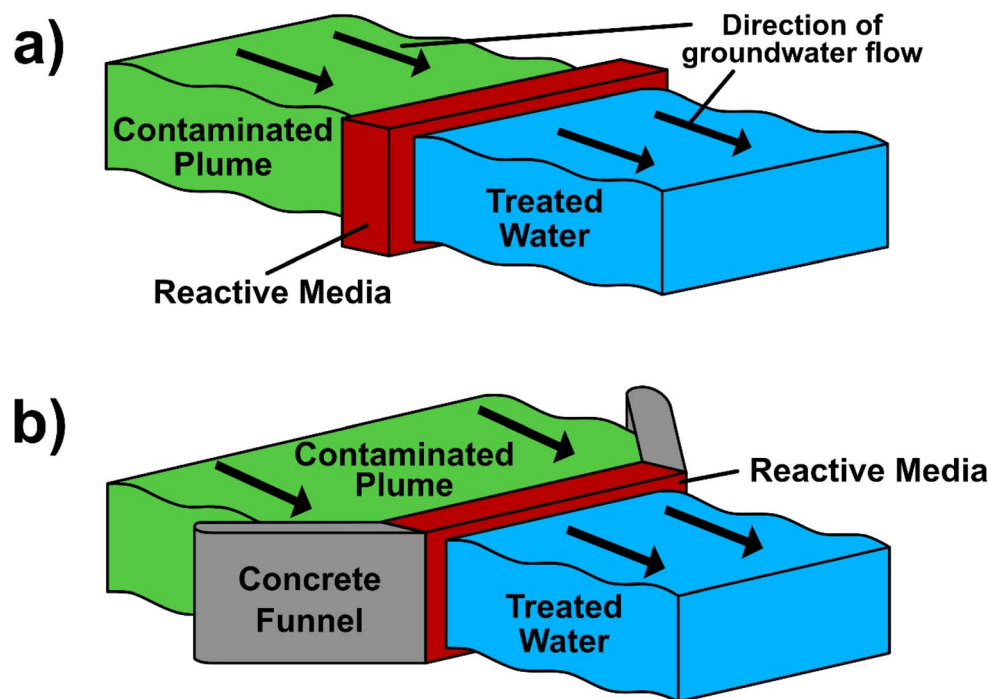 a)
Direction of
groundwater flow
Contaminated
Plume
Treated
Water
Reactive Media
b)
Contaminated
Plume
Reactive Media
Concrete
Funnel
Treated
Water